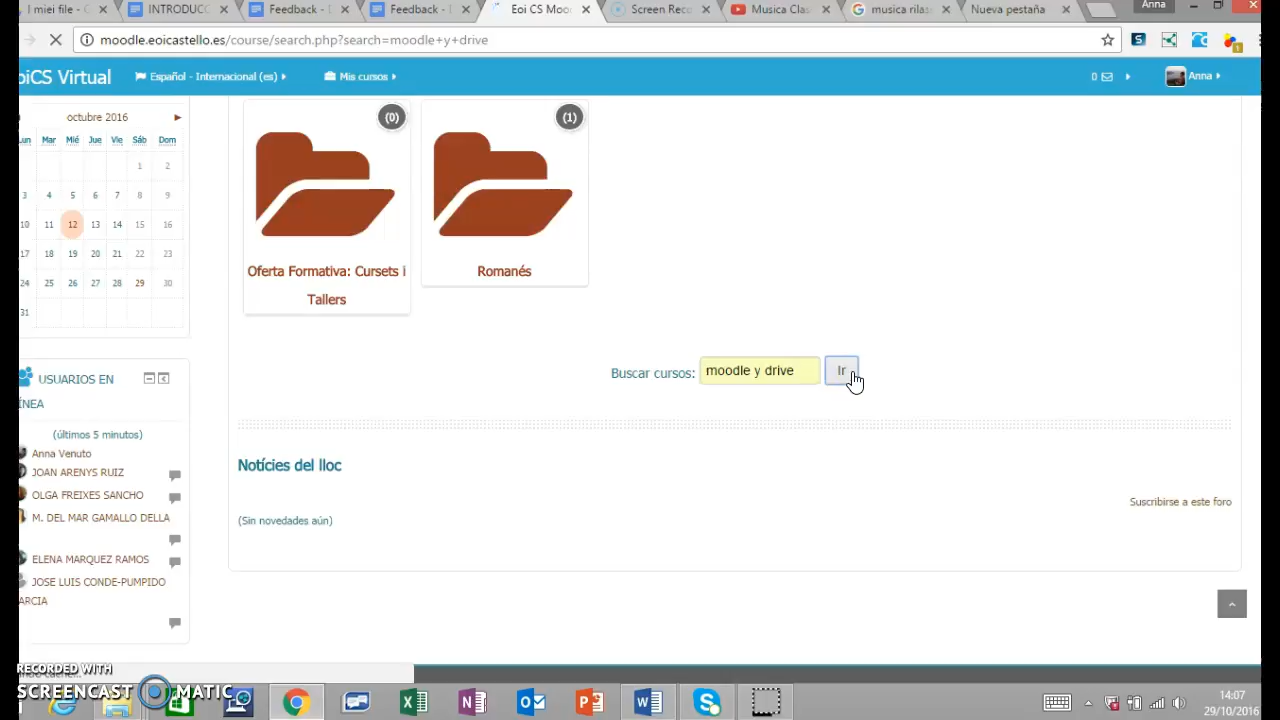 I miei file - G
INTRODUCC
Feedback - E
Feedback - D
Eoi CS Moo
Screen Reco
Musica Clas
musica rilas
Nueva pestaña
Anna
moodle.eoicastello.es/course/search.php?search=moodle+y+drive
oiCS Virtual
Español - Internacional (es)
Mis cursos
0
Anna
octubre 2016
Lun Mar Mié Jue Vie Sáb Dom
1 2
3 4 5 6 7 8 9
10 11 12 13 14 15 16
17 18 19 20 21 22 23
24 25 26 27 28 29 30
31
(0)
(1)
Oferta Formativa: Cursets i
Tallers
Romanés
Buscar cursos:
moodle y drive
Ir
USUARIOS EN
ÍNEA
(últimos 5 minutos)
Anna Venuto
JOAN ARENYS RUIZ
OLGA FREIXES SANCHO
M. DEL MAR GAMALLO DELLA
ELENA MARQUEZ RAMOS
JOSE LUIS CONDE-PUMPIDO
ARCIA
Notícies del lloc
Suscribirse a este foro
(Sin novedades aún)
RECORDED WITH
SCREENCAST MATIC
14:07
29/10/2016